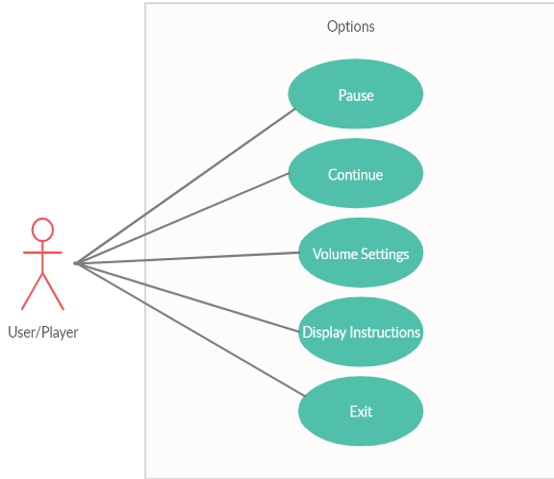 Options
Pause
Continue
Volume Settings
Display Instructions
Exit
User/Player